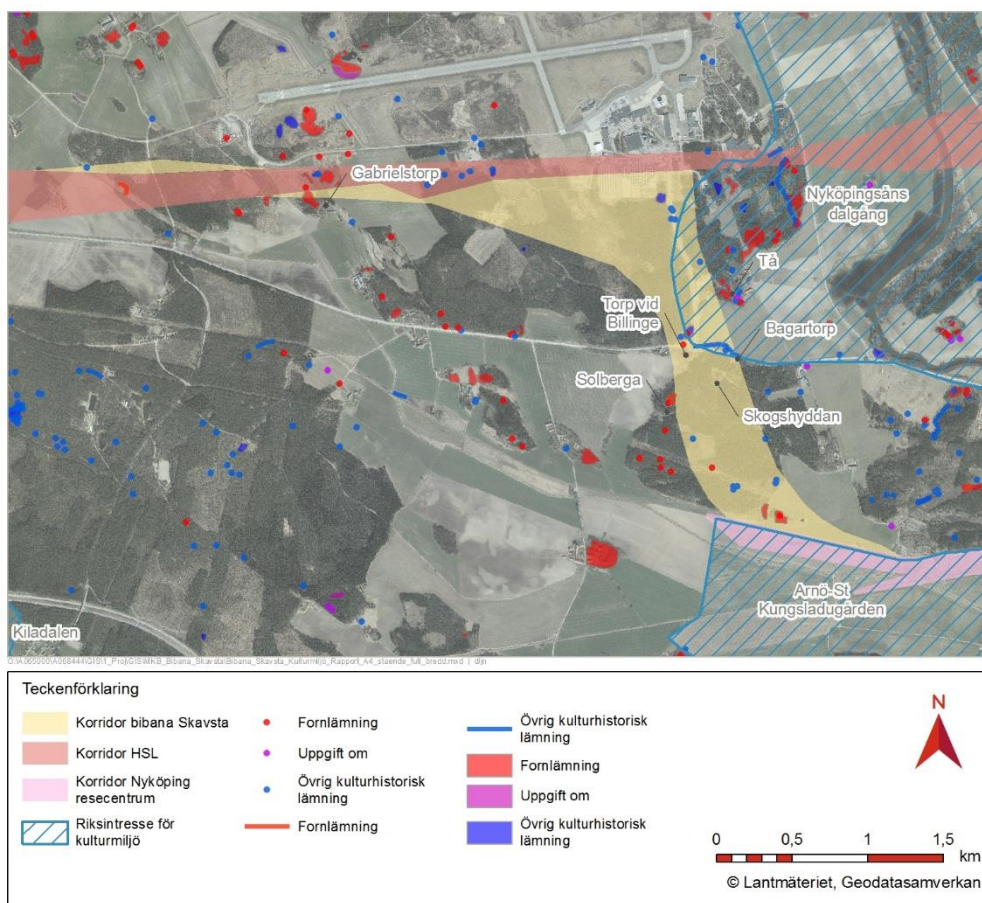 Gabrielstorp
Nyköpingsåns
dalgång
Tå
Torp vid
Billinge
Bagartorp
Solberga
Skogshyddan
Arnö-St
Kungsladugården
Kiladalen
Teckenförklaring
Korridor bibana Skavsta
Korridor HSL
Korridor Nyköping
resecentrum
Riksintresse för
kulturmiljö
Fornlämning
Uppgift om
Övrig kulturhistorisk
lämning
Fornlämning
Övrig kulturhistorisk
lämning
Fornlämning
Uppgift om
Övrig kulturhistorisk
lämning
N
0 0,5 1 1,5
km
© Lantmäteriet, Geodatasamverkan